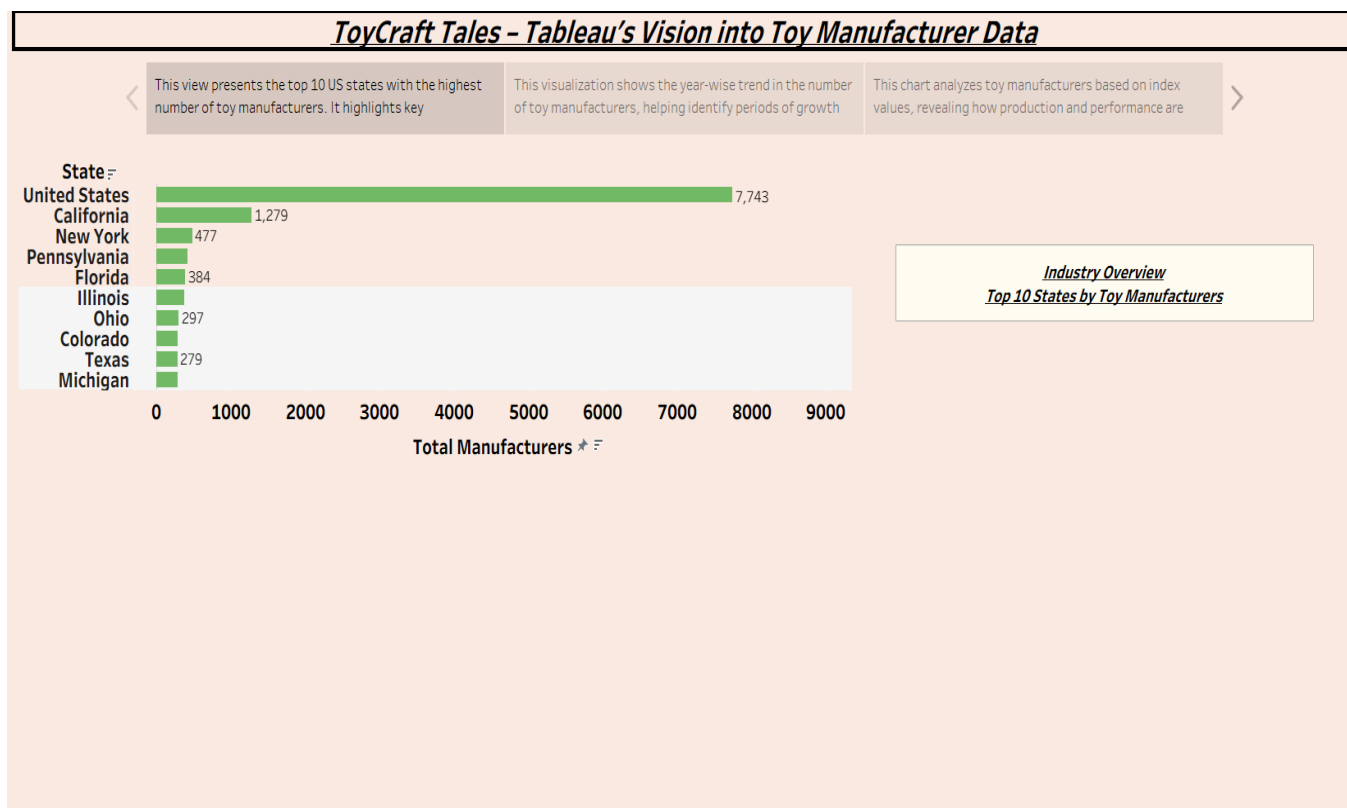 ToyCraft Tales – Tableau's Vision into Toy Manufacturer Data
This view presents the top 10 US states with the highest
number of toy manufacturers. It highlights key
This visualization shows the year-wise trend in the number
of toy manufacturers, helping identify periods of growth
This chart analyzes toy manufacturers based on index
values, revealing how production and performance are
State
United States 7,743
California 1,279
New York 477
Pennsylvania
Florida 384
Illinois
Ohio 297
Colorado
Texas 279
Michigan
0 1000 2000 3000 4000 5000 6000 7000 8000 9000
Total Manufacturers
Industry Overview
Top 10 States by Toy Manufacturers